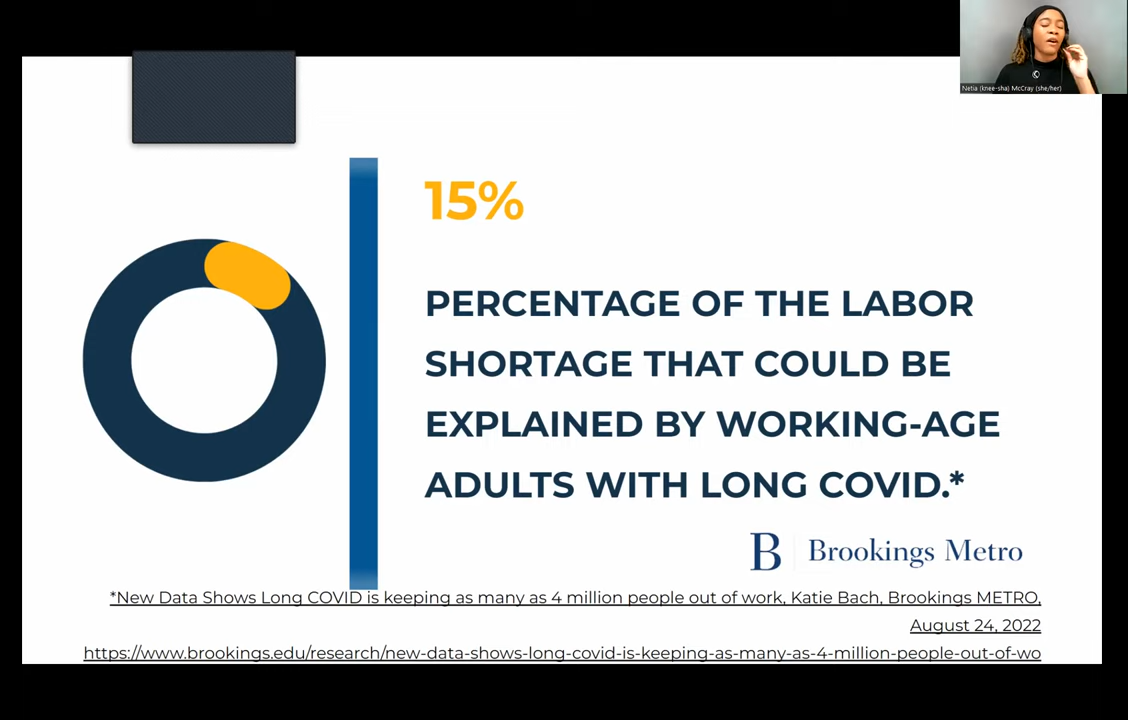 Netia (knee-sha) McCray (she/her)
15%
PERCENTAGE OF THE LABOR
SHORTAGE THAT COULD BE
EXPLAINED BY WORKING-AGE
ADULTS WITH LONG COVID.*
B Brookings Metro
*New Data Shows Long COVID is keeping as many as 4 million people out of work, Katie Bach, Brookings METRO,
August 24, 2022
https://www.brookings.edu/research/new-data-shows-long-covid-is-keeping-as-many-as-4-million-people-out-of-wo